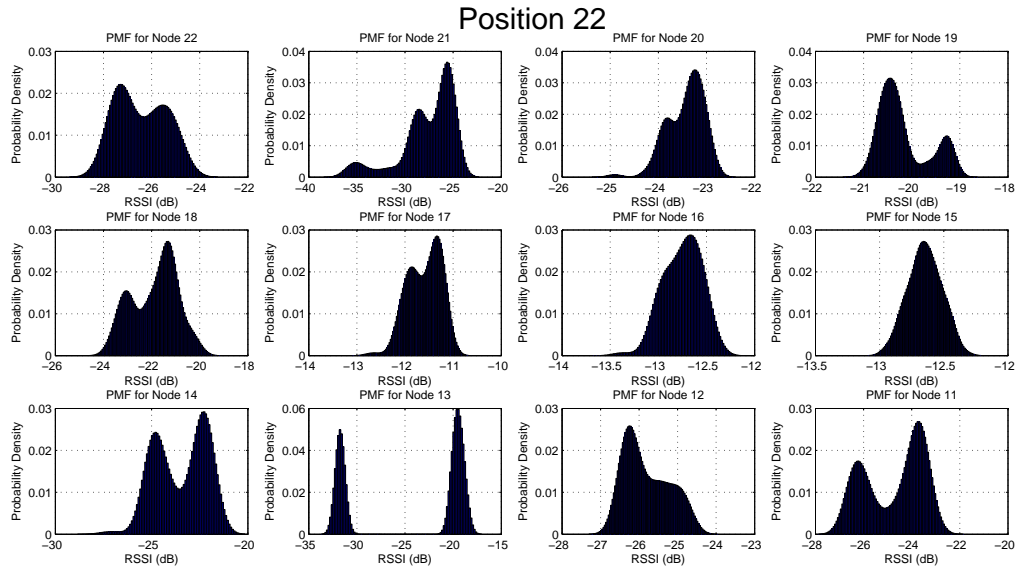 Position 22
PMF for Node 22
0.03
0.02
0.01
0
−30 −28 −26 −24 −22
Probability Density
RSSI (dB)
PMF for Node 21
0.04
0.03
0.02
0.01
0
−40 −35 −30 −25 −20
Probability Density
RSSI (dB)
PMF for Node 20
0.04
0.03
0.02
0.01
0
−26 −25 −24 −23 −22
Probability Density
RSSI (dB)
PMF for Node 19
0.04
0.03
0.02
0.01
0
−22 −21 −20 −19 −18
Probability Density
RSSI (dB)
PMF for Node 18
0.03
0.02
0.01
0
−26 −24 −22 −20 −18
Probability Density
RSSI (dB)
PMF for Node 17
0.03
0.02
0.01
0
−14 −13 −12 −11 −10
Probability Density
RSSI (dB)
PMF for Node 16
0.03
0.02
0.01
0
−14 −13.5 −13 −12.5 −12
Probability Density
RSSI (dB)
PMF for Node 15
0.03
0.02
0.01
0
−13.5 −13 −12.5 −12
Probability Density
RSSI (dB)
PMF for Node 14
0.03
0.02
0.01
0
−30 −25 −20
Probability Density
RSSI (dB)
PMF for Node 13
0.06
0.04
0.02
0
−35 −30 −25 −20 −15
Probability Density
RSSI (dB)
PMF for Node 12
0.03
0.02
0.01
0
−28 −27 −26 −25 −24 −23
Probability Density
RSSI (dB)
PMF for Node 11
0.03
0.02
0.01
0
−28 −26 −24 −22 −20
Probability Density
RSSI (dB)